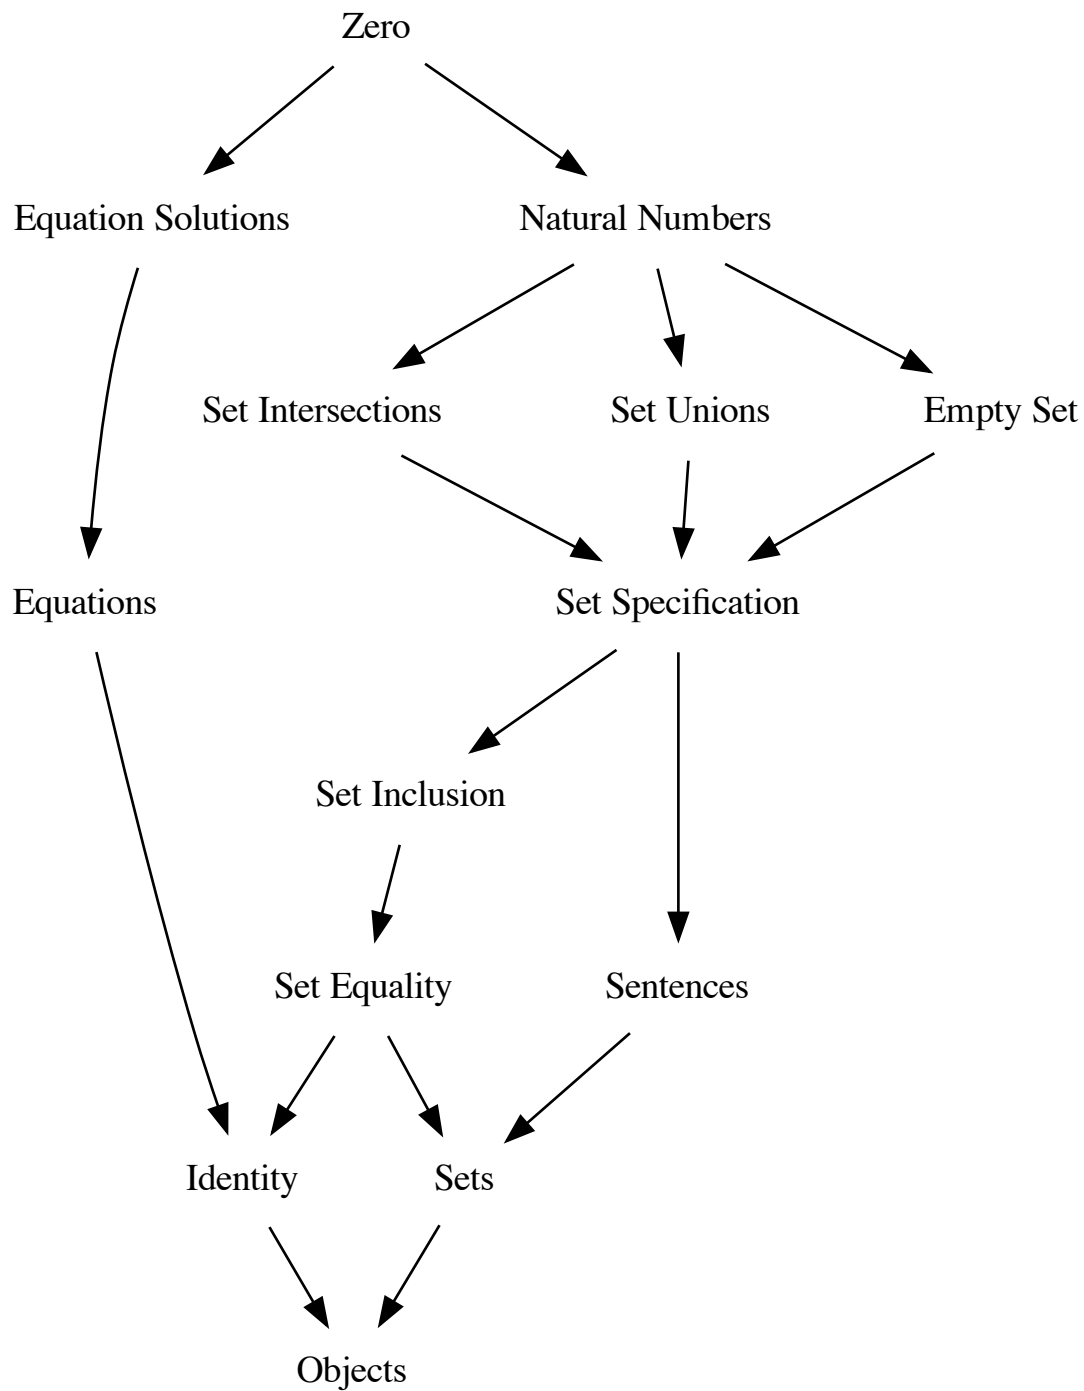 Zero
Equation Solutions
Natural Numbers
Set Intersections
Set Unions
Empty Set
Equations
Set Specification
Set Inclusion
Set Equality
Sentences
Identity
Sets
Objects